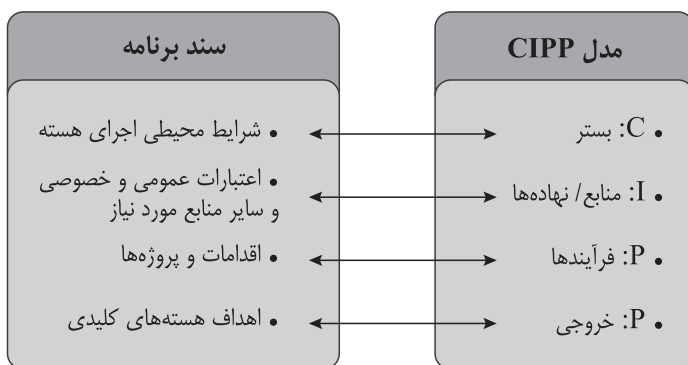 مدل CIPP
• C: بستر
• I: منابع/ نهاده‌ها
• P: فرآیندها
• P: خروجی
سند برنامه
• شرایط محیطی اجرای هسته
• اعتبارات عمومی و خصوصی
و سایر منابع مورد نیاز
• اقدامات و پروژه‌ها
• اهداف هسته‌های کلیدی